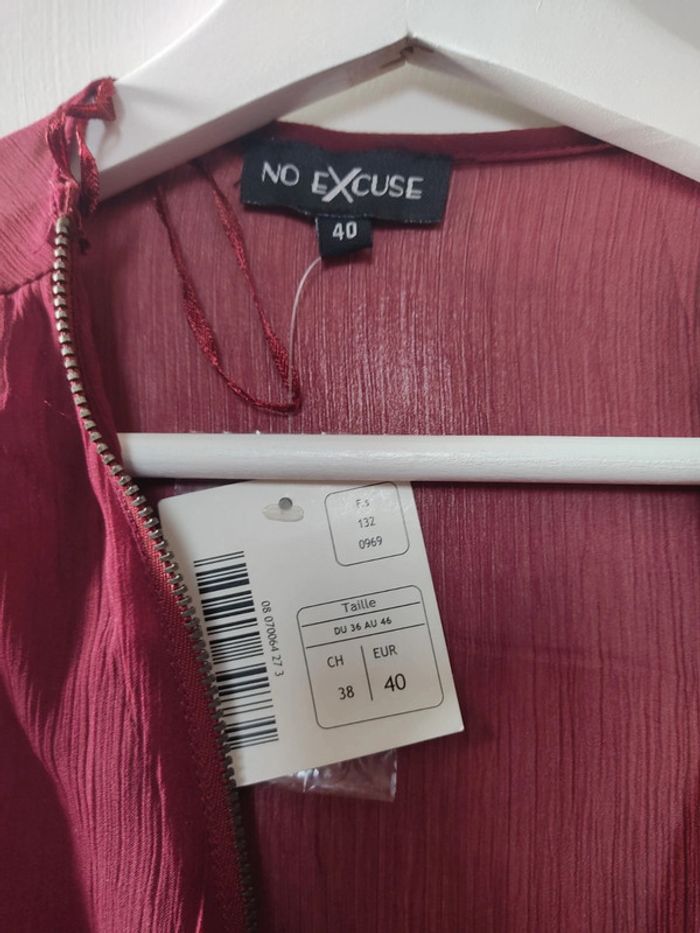 NO EXCUSE
40
F.s
132
0969
Taille
DU 36 AU 46
CH EUR
38 40
08 070064 27 3